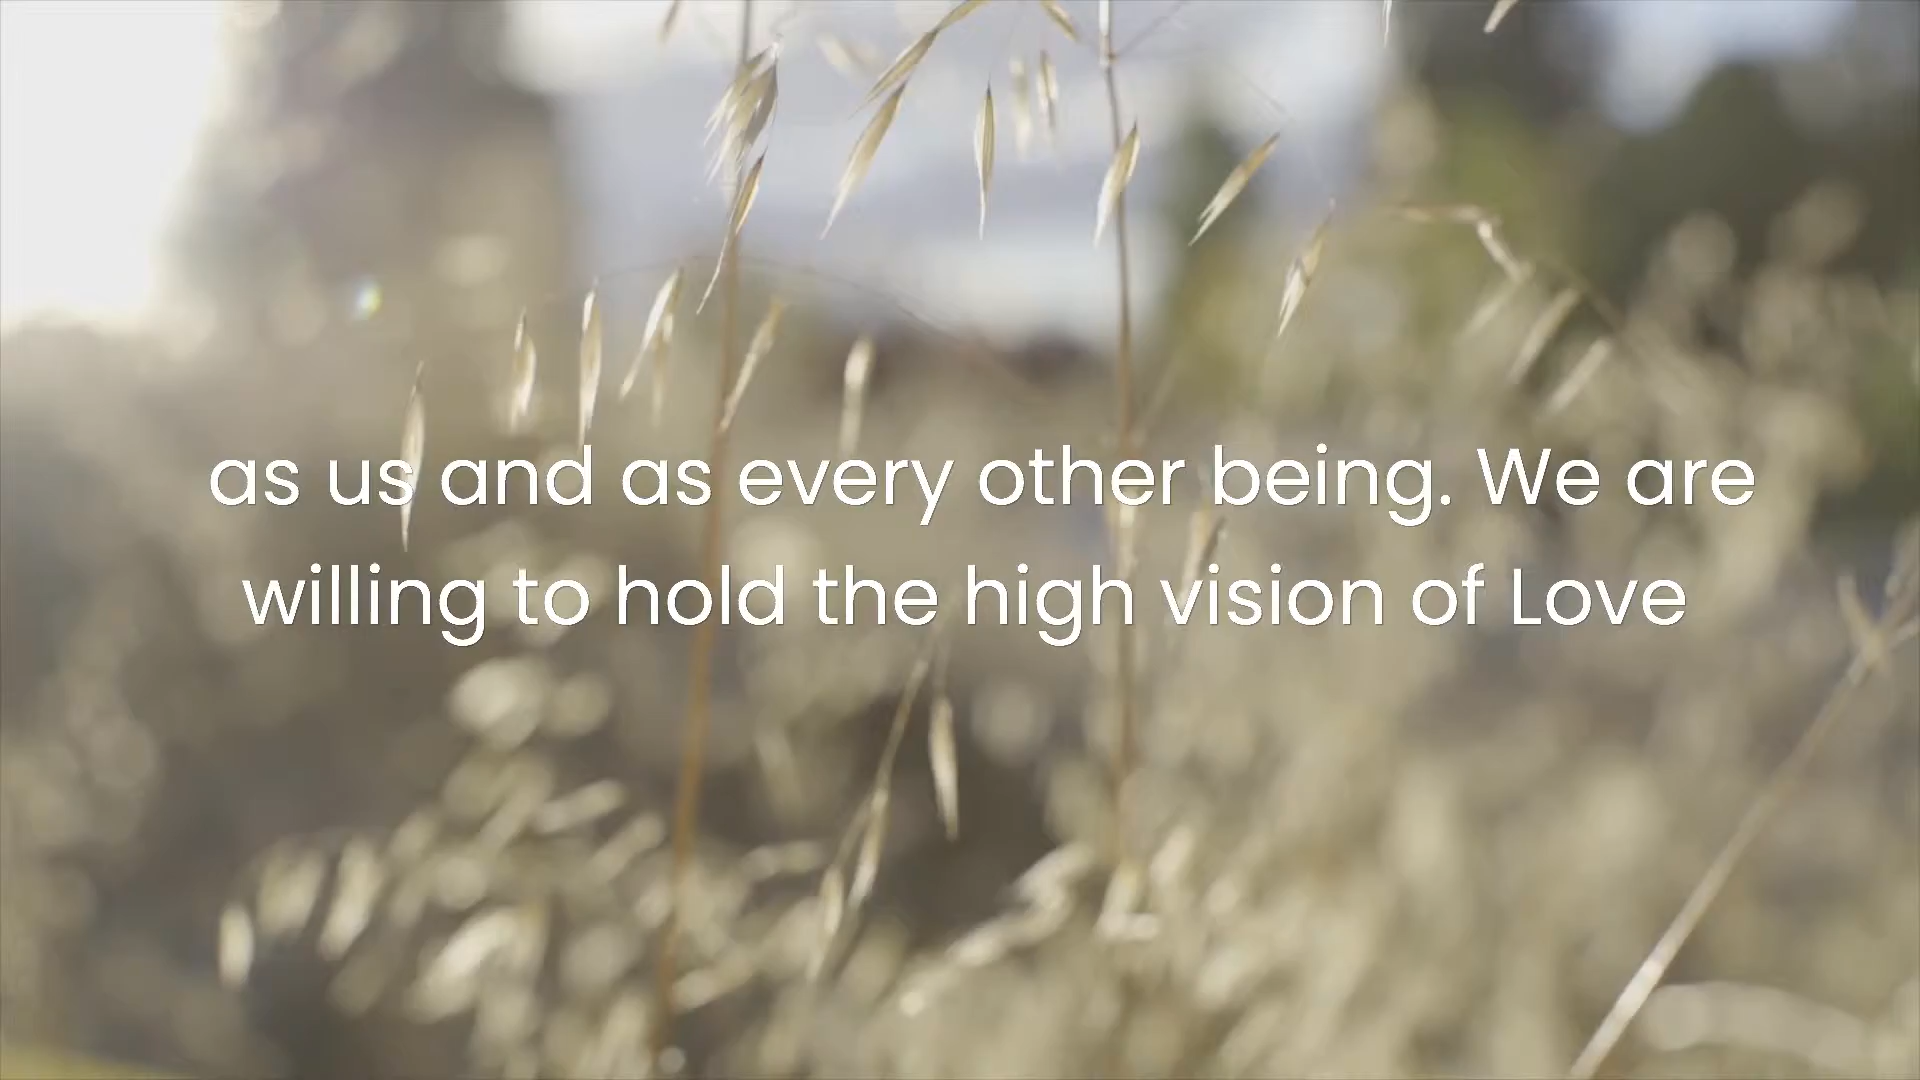 as us and as every other being. We are
willing to hold the high vision of Love